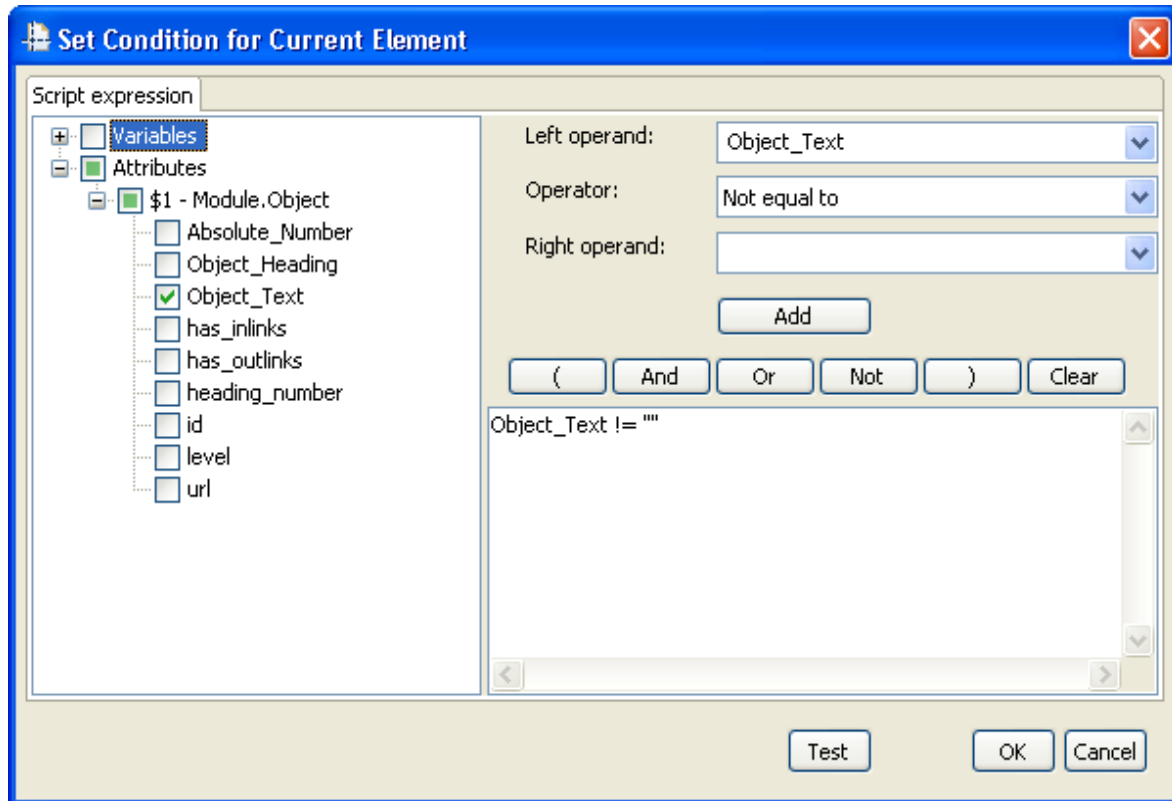 Set Condition for Current Element
Script expression
Variables
Attributes
$1 - Module.Object
Absolute_Number
Object_Heading
Object_Text
has_inlinks
has_outlinks
heading_number
id
level
url
Left operand:
Object_Text
Operator:
Not equal to
Right operand:
Add
( And Or Not ) Clear
Object_Text != ""
Test OK Cancel